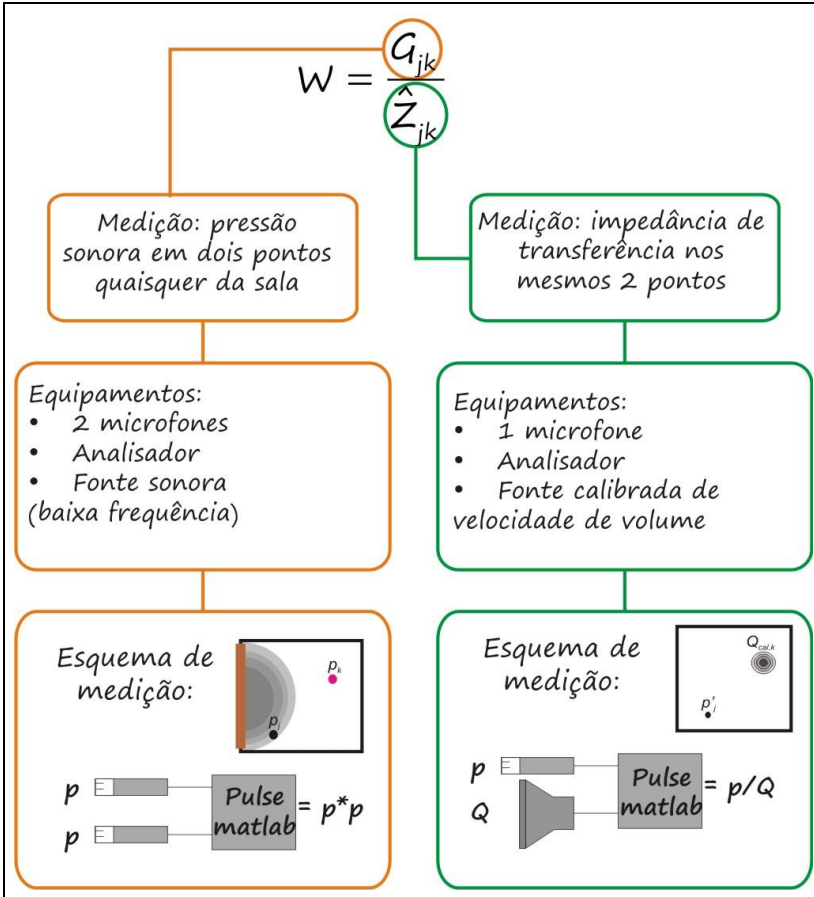 W = G_jk / Ẑ_jk
Medição: pressão
sonora em dois pontos
quaisquer da sala
Equipamentos:
• 2 microfones
• Analisador
• Fonte sonora
(baixa frequência)
Esquema de
medição:
p_k
p_j
p
p
Pulse
matlab
= p*p
Medição: impedância de
transferência nos
mesmos 2 pontos
Equipamentos:
• 1 microfone
• Analisador
• Fonte calibrada de
velocidade de volume
Esquema de
medição:
Q_cal,k
p'_j
p
Q
Pulse
matlab
= p/Q